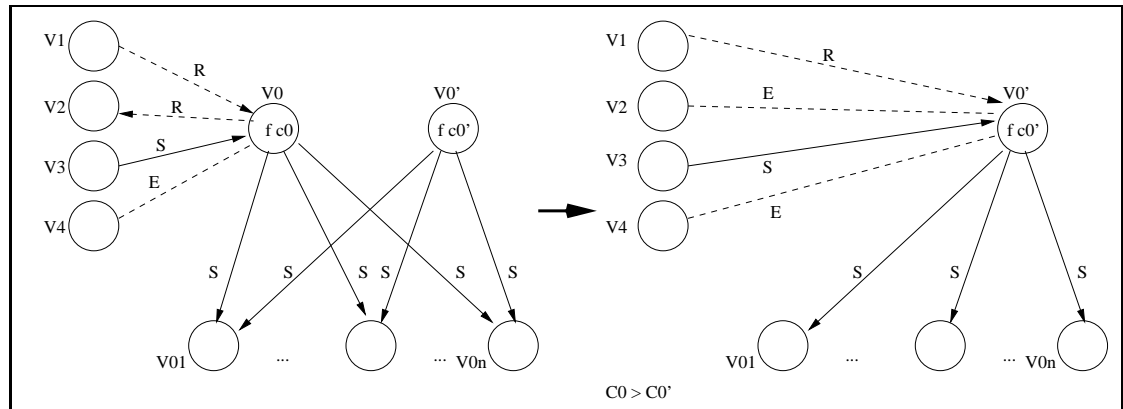 V1
R
V0
V0'
V2
R
f c0
f c0'
V3
S
E
V4
S
S
S
S
S
S
V01
...
...
V0n
V1
R
V2
E
V0'
f c0'
V3
S
V4
E
S
S
S
V01
...
...
V0n
C0 > C0'